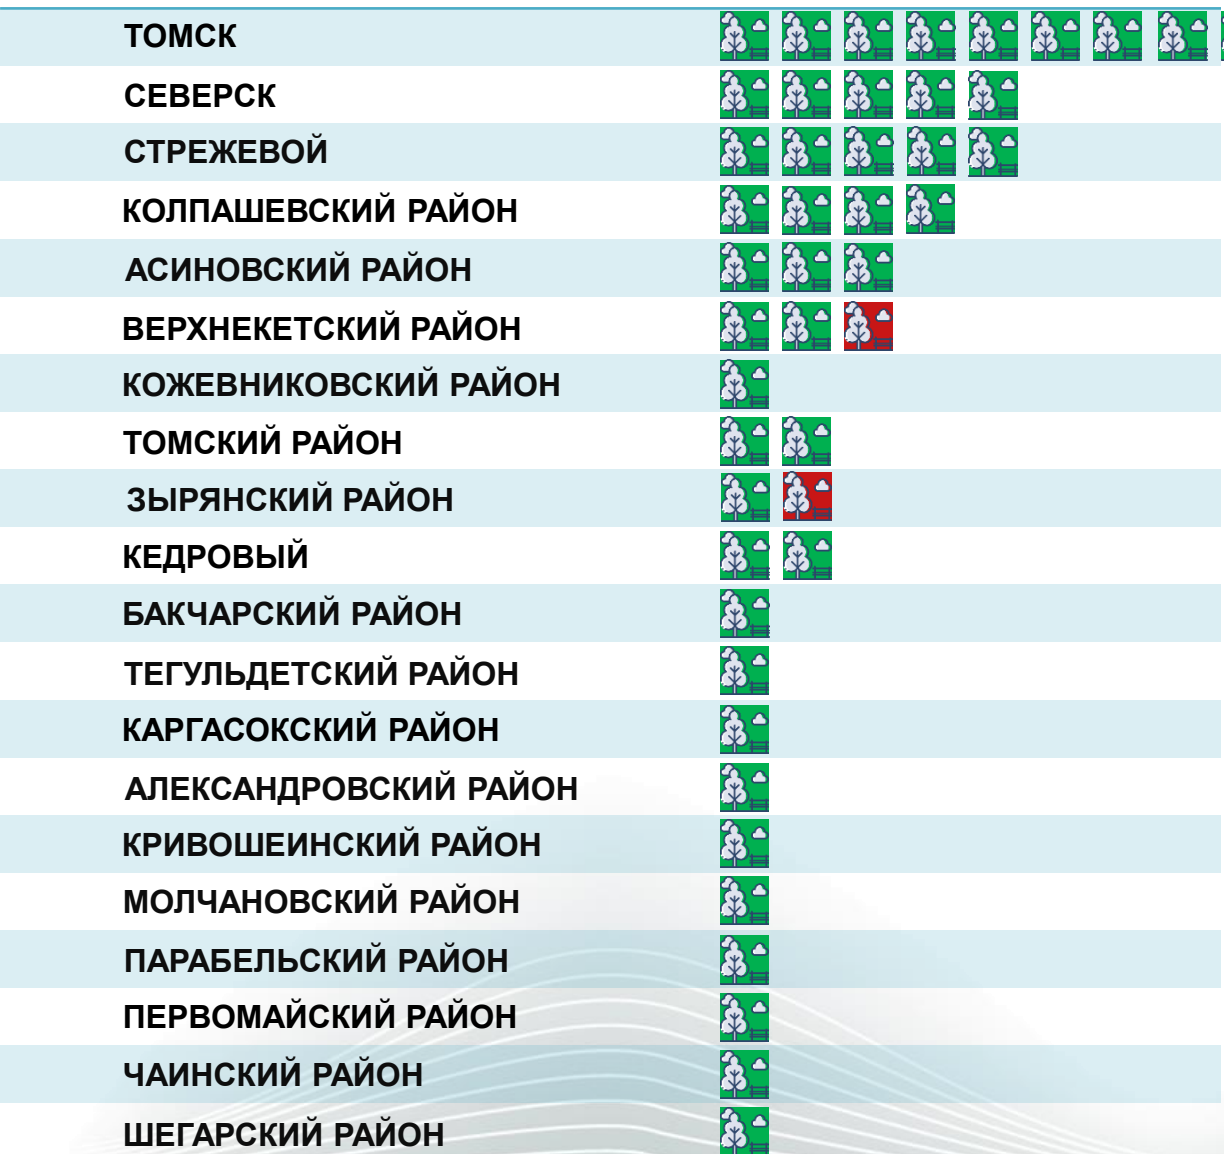 ТОМСК
СЕВЕРСК
СТРЕЖЕВОЙ
КОЛПАШЕВСКИЙ РАЙОН
АСИНОВСКИЙ РАЙОН
ВЕРХНЕКЕТСКИЙ РАЙОН
КОЖЕВНИКОВСКИЙ РАЙОН
ТОМСКИЙ РАЙОН
ЗЫРЯНСКИЙ РАЙОН
КЕДРОВЫЙ
БАКЧАРСКИЙ РАЙОН
ТЕГУЛЬДЕТСКИЙ РАЙОН
КАРГАСОКСКИЙ РАЙОН
АЛЕКСАНДРОВСКИЙ РАЙОН
КРИВОШЕИНСКИЙ РАЙОН
МОЛЧАНОВСКИЙ РАЙОН
ПАРАБЕЛЬСКИЙ РАЙОН
ПЕРВОМАЙСКИЙ РАЙОН
ЧАИНСКИЙ РАЙОН
ШЕГАРСКИЙ РАЙОН